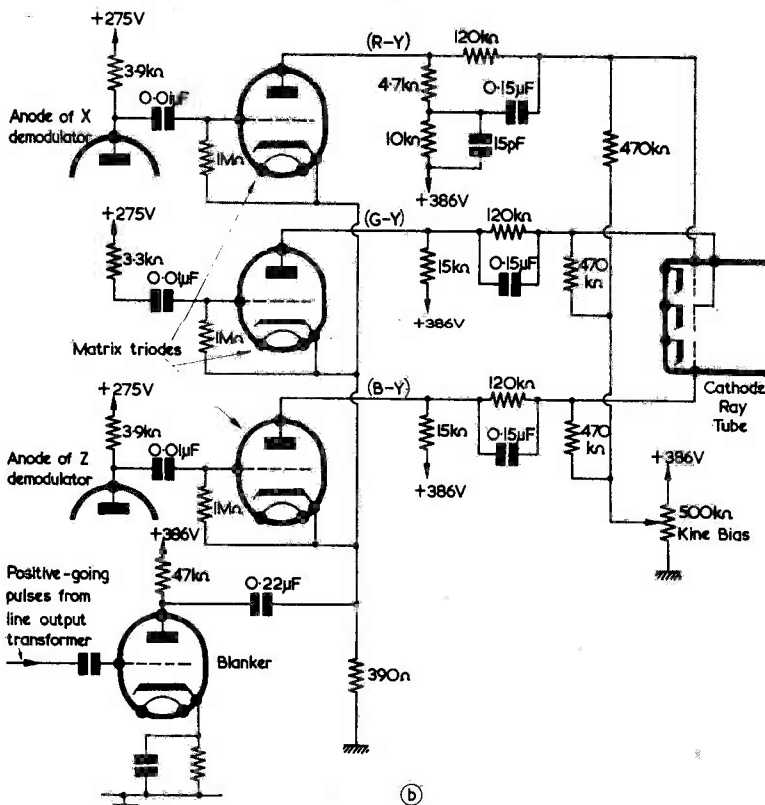 +275V
3·9kΩ
0·01µF
Anode of X
demodulator
1MΩ
(R-Y)
120kΩ
4·7kΩ
0·15µF
10kΩ
15pF
+386V
470kΩ
+275V
3·3kΩ
0·01µF
1MΩ
Matrix triodes
(G-Y)
120kΩ
15kΩ
0·15µF
+386V
470
kΩ
Cathode
Ray
Tube
+275V
3·9kΩ
0·01µF
Anode of Z
demodulator
1MΩ
(B-Y)
120kΩ
15kΩ
0·15µF
+386V
470
kΩ
+386V
500kΩ
Kine Bias
+386V
47kΩ
0·22µF
Positive-going
pulses from
line output
transformer
Blanker
390Ω
b